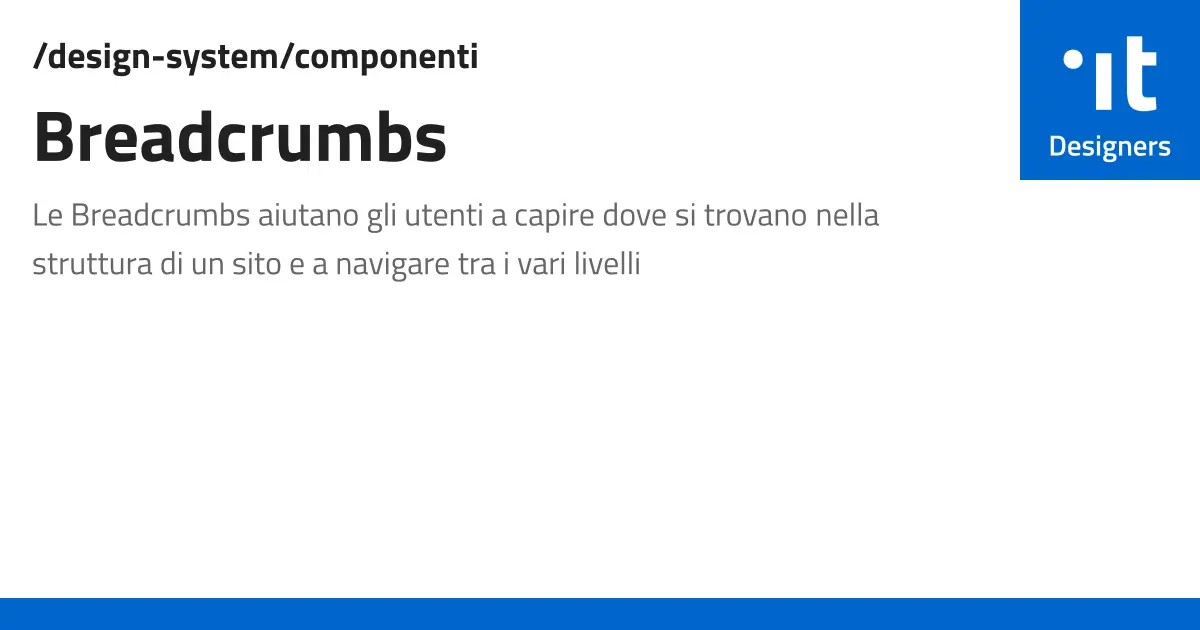 /design-system/componenti
Breadcrumbs
Le Breadcrumbs aiutano gli utenti a capire dove si trovano nella
struttura di un sito e a navigare tra i vari livelli
it
Designers